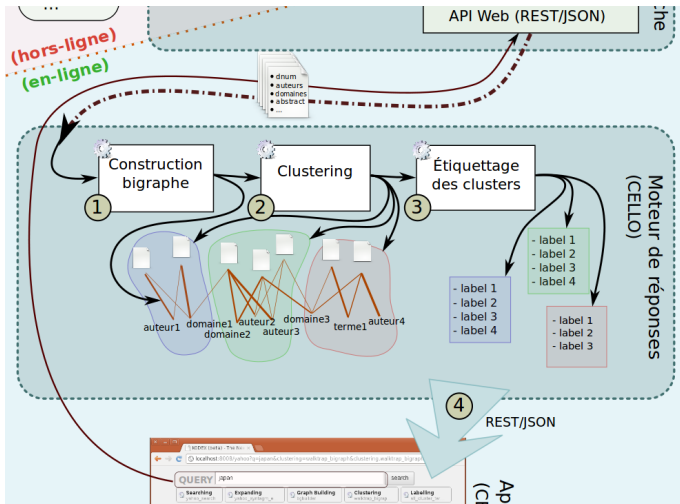 ...
API Web (REST/JSON)
che
(hors-ligne)
(en-ligne)
• dnum
• auteurs
• domaines
• abstract
• ...
Construction
bigraphe
Clustering
Étiquettage
des clusters
1
2
3
Moteur de réponses
(CELLO)
- label 1
- label 2
- label 3
- label 4
- label 1
- label 2
- label 3
- label 4
- label 1
- label 2
- label 3
auteur1
domaine1
domaine2
auteur2
auteur3
domaine3
terme1
auteur4
4
REST/JSON
QUERY japan search
Searching
Expanding
Graph Building
Clustering
Labelling
Ap